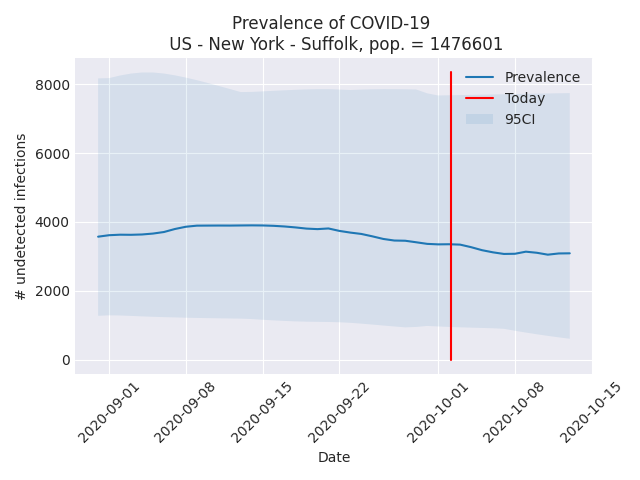 Prevalence of COVID-19
US - New York - Suffolk, pop. = 1476601
# undetected infections
8000
6000
4000
2000
0
Prevalence
Today
95CI
2020-09-01
2020-09-08
2020-09-15
2020-09-22
2020-10-01
2020-10-08
2020-10-15
Date